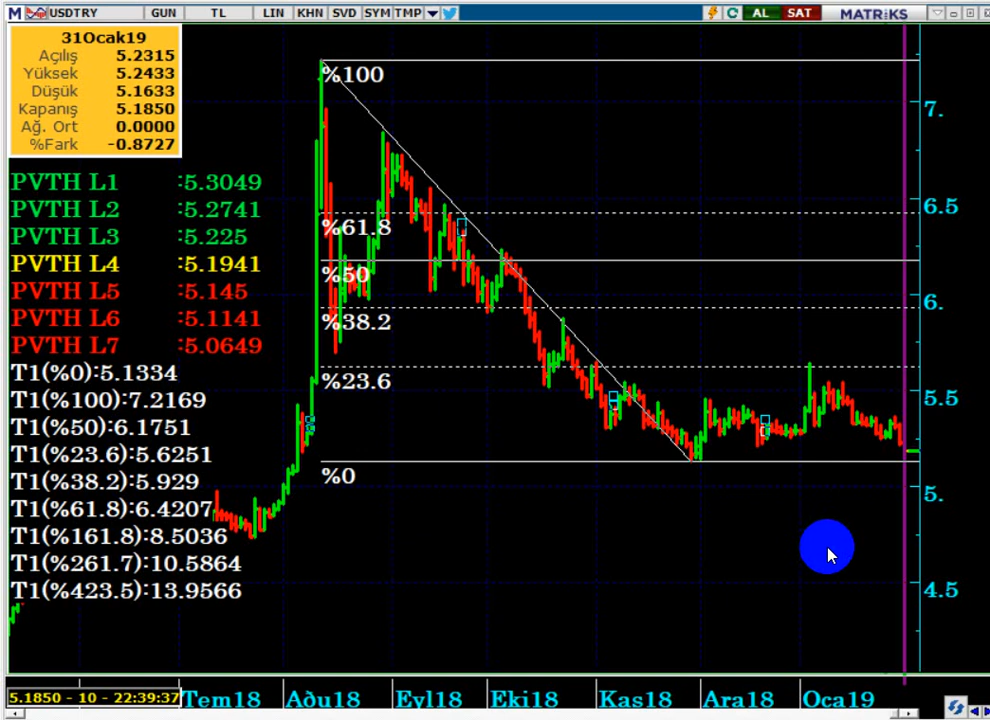 M USDTRY GUN TL LIN KHN SVD SYM TMP AL SAT MATRİKS
31Ocak19
Açılış 5.2315
Yüksek 5.2433
Düşük 5.1633
Kapanış 5.1850
Ağ. Ort 0.0000
%Fark -0.8727
PVTH L1 :5.3049
PVTH L2 :5.2741
PVTH L3 :5.225
PVTH L4 :5.1941
PVTH L5 :5.145
PVTH L6 :5.1141
PVTH L7 :5.0649
T1(%0):5.1334
T1(%100):7.2169
T1(%50):6.1751
T1(%23.6):5.6251
T1(%38.2):5.929
T1(%61.8):6.4207
T1(%161.8):8.5036
T1(%261.7):10.5864
T1(%423.5):13.9566
%100
%61.8
%50
%38.2
%23.6
%0
7.
6.5
6.
5.5
5.
4.5
5.1850 - 10 - 22:39:37
Tem18 Aðu18 Eyl18 Eki18 Kas18 Ara18 Oca19